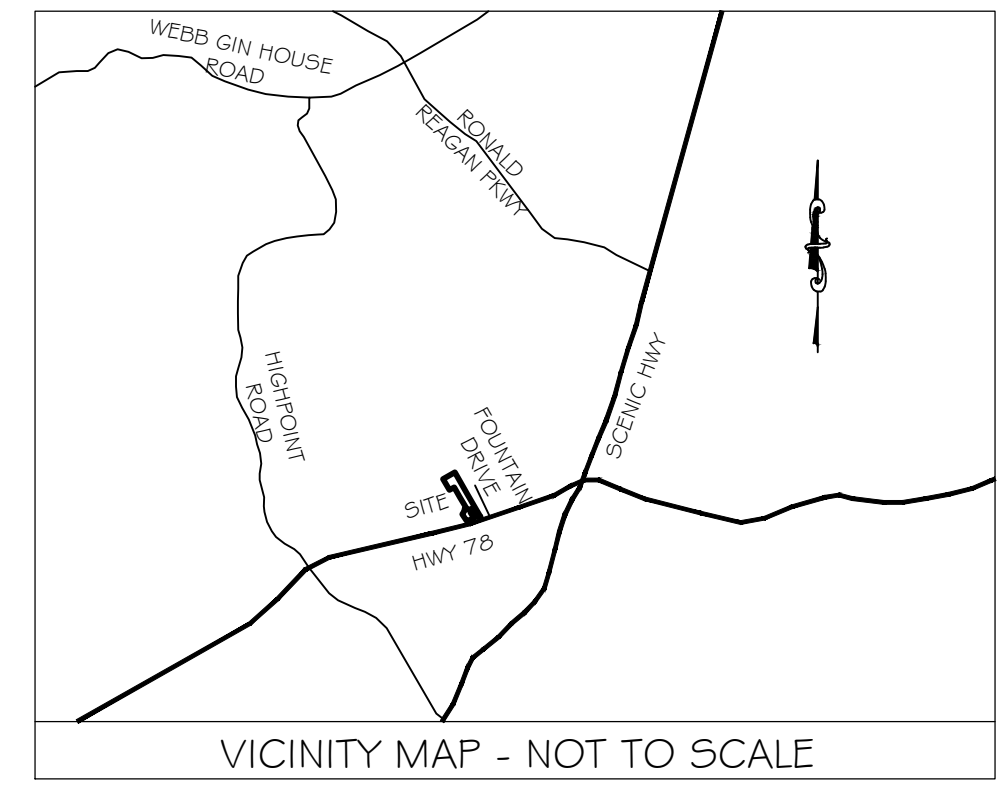 WEBB GIN HOUSE
ROAD
RONALD
REAGAN PKWY
HIGHPOINT
ROAD
SCENIC HWY
FOUNTAIN
DRIVE
SITE
HWY 78
VICINITY MAP - NOT TO SCALE